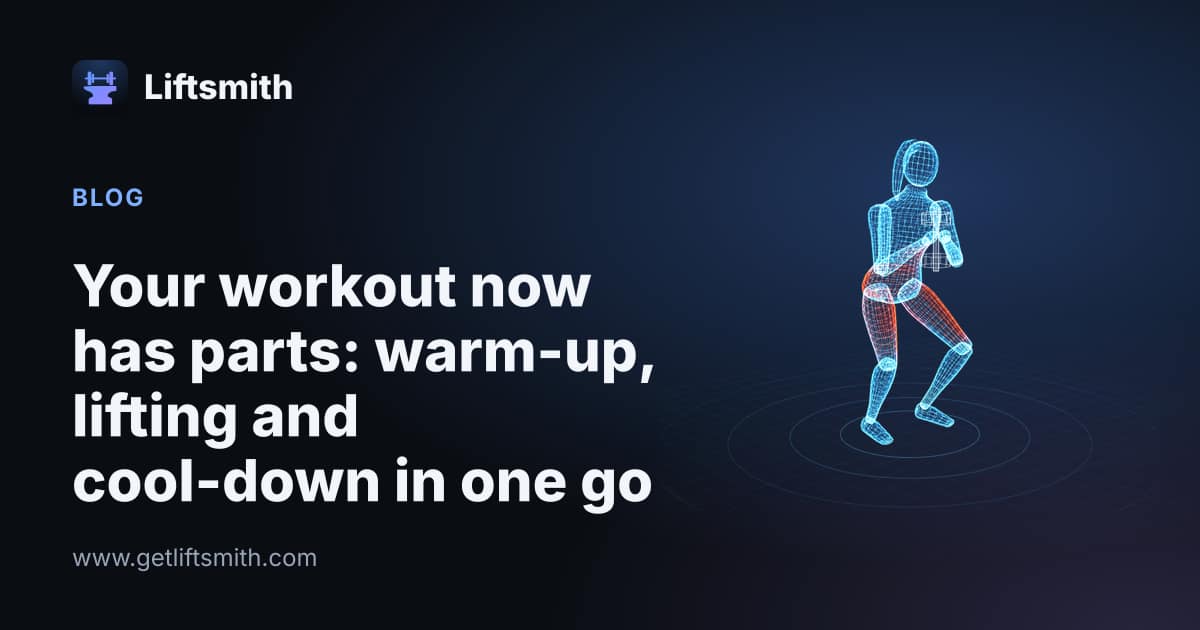 Liftsmith
BLOG
Your workout now
has parts: warm-up,
lifting and
cool-down in one go
www.getliftsmith.com